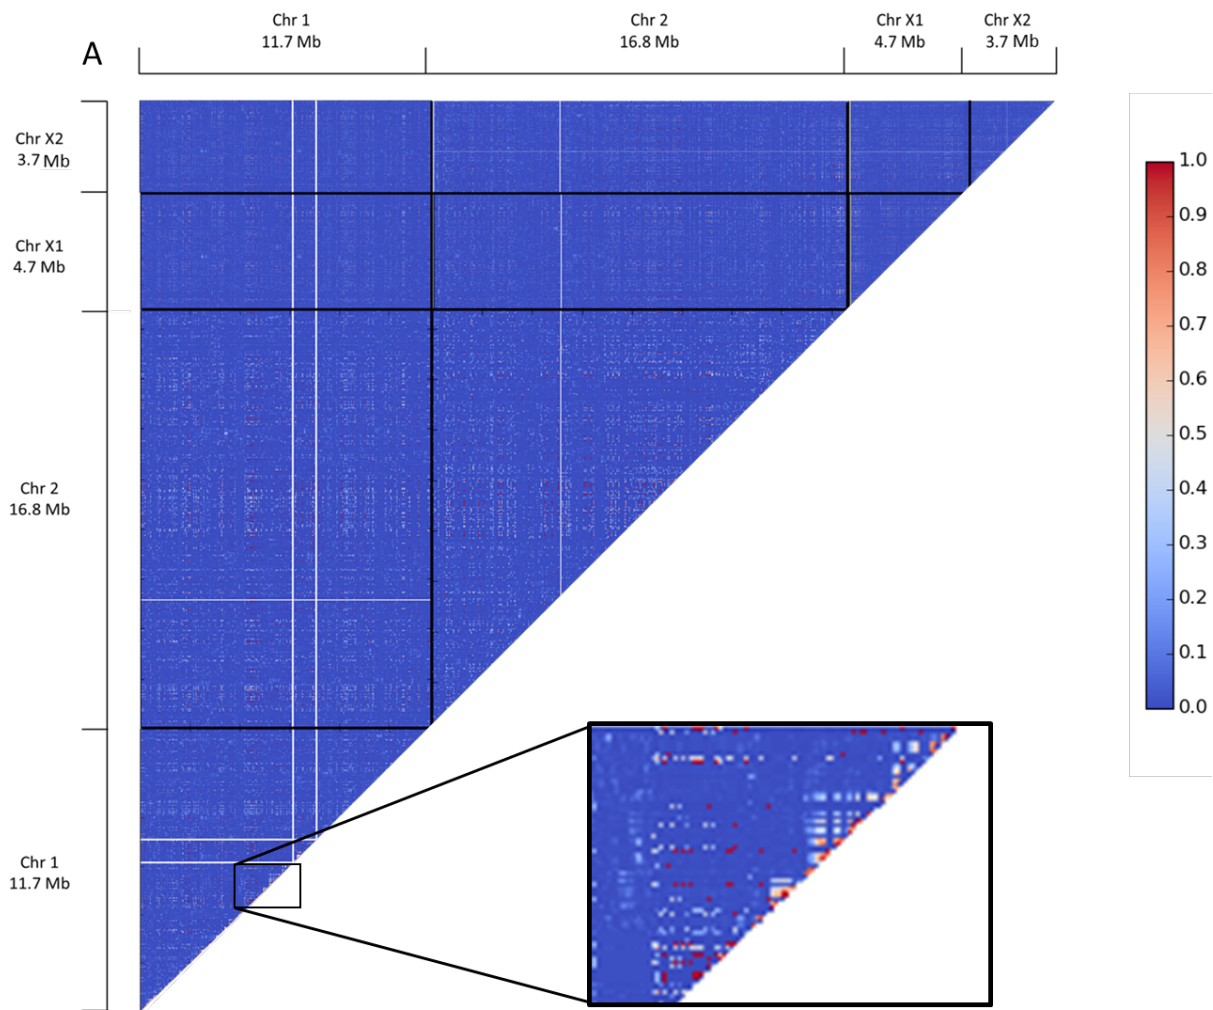 A
Chr 1
11.7 Mb
Chr 2
16.8 Mb
Chr X1
4.7 Mb
Chr X2
3.7 Mb
Chr X2
3.7 Mb
Chr X1
4.7 Mb
Chr 2
16.8 Mb
Chr 1
11.7 Mb
1.0
0.9
0.8
0.7
0.6
0.5
0.4
0.3
0.2
0.1
0.0